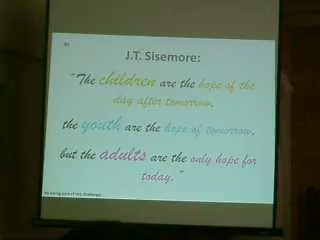 J.T. Sisemore:
"The children are the hope of the
day after tomorrow,
the youth are the hope of tomorrow,
but the adults are the only hope for
today."